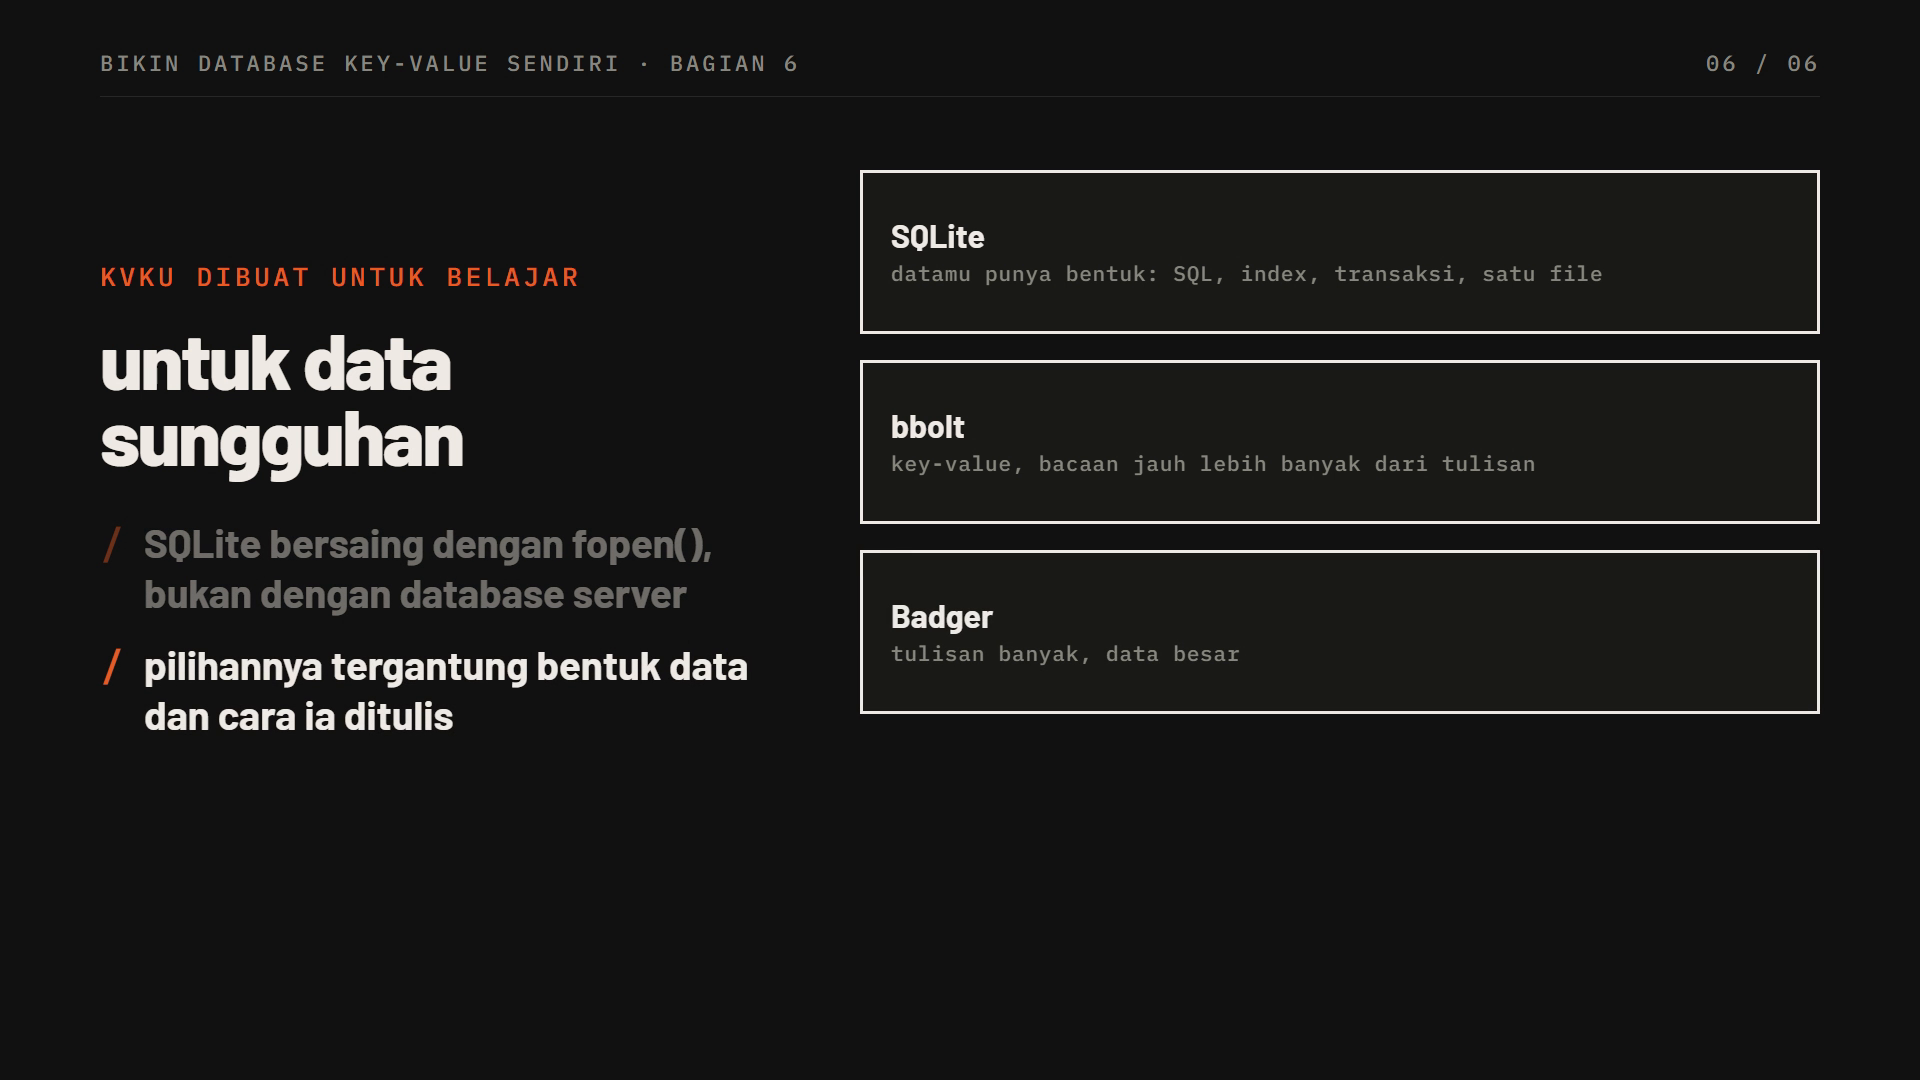 BIKIN DATABASE KEY-VALUE SENDIRI · BAGIAN 6
06 / 06
KVKU DIBUAT UNTUK BELAJAR
untuk data
sungguhan
/ SQLite bersaing dengan fopen(),
bukan dengan database server
/ pilihannya tergantung bentuk data
dan cara ia ditulis
SQLite
datamu punya bentuk: SQL, index, transaksi, satu file
bbolt
key-value, bacaan jauh lebih banyak dari tulisan
Badger
tulisan banyak, data besar